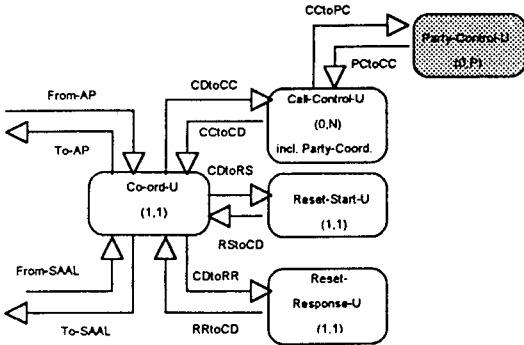 CCtoPC
Party-Control-U
(0,P)
PCtoCC
From-AP
CDtoCC
Call-Control-U
(0,N)
incl. Party-Coord.
CCtoCD
To-AP
Co-ord-U
(1,1)
CDtoRS
Reset-Start-U
(1,1)
RStoCD
From-SAAL
CDtoRR
Reset-
Response-U
(1,1)
To-SAAL
RRtoCD